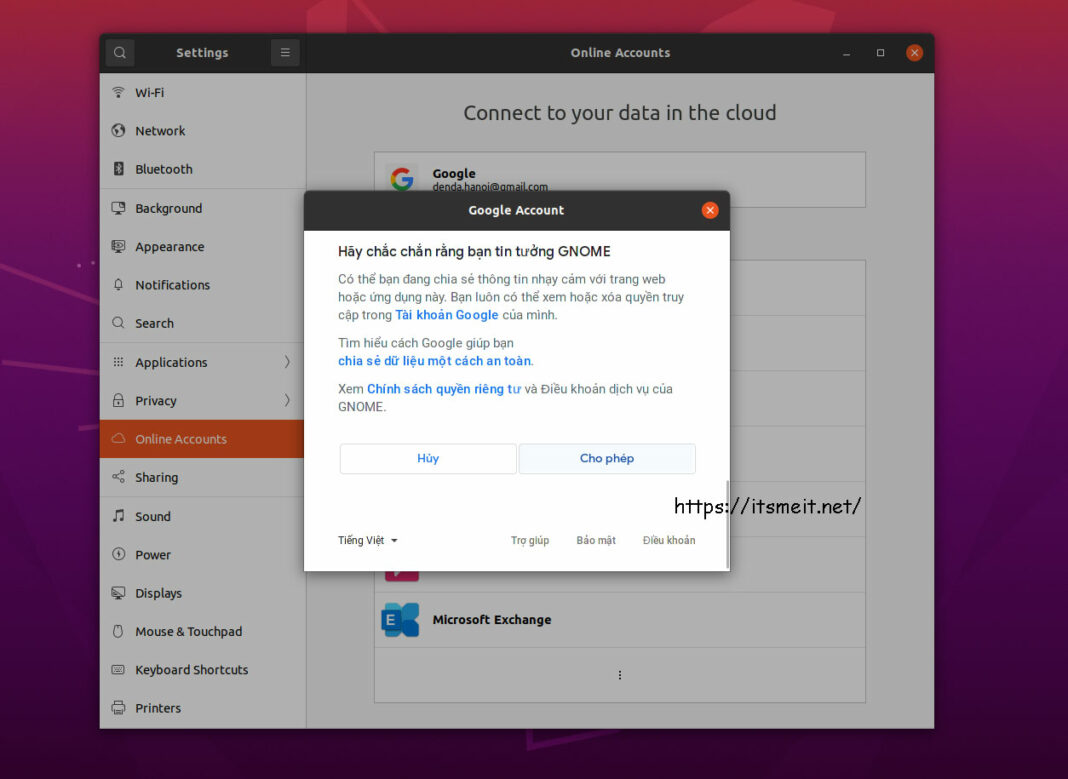 Settings
Online Accounts
Wi-Fi
Network
Bluetooth
Background
Appearance
Notifications
Search
Applications
Privacy
Online Accounts
Sharing
Sound
Power
Displays
Mouse & Touchpad
Keyboard Shortcuts
Printers
Connect to your data in the cloud
Google
denda.hanoi@gmail.com
Google Account
Hãy chắc chắn rằng bạn tin tưởng GNOME
Có thể bạn đang chia sẻ thông tin nhạy cảm với trang web
hoặc ứng dụng này. Bạn luôn có thể xem hoặc xóa quyền truy
cập trong Tài khoản Google của mình.
Tìm hiểu cách Google giúp bạn
chia sẻ dữ liệu một cách an toàn.
Xem Chính sách quyền riêng tư và Điều khoản dịch vụ của
GNOME.
Hủy
Cho phép
https://itsmeit.net/
Tiếng Việt
Trợ giúp
Bảo mật
Điều khoản
E
Microsoft Exchange